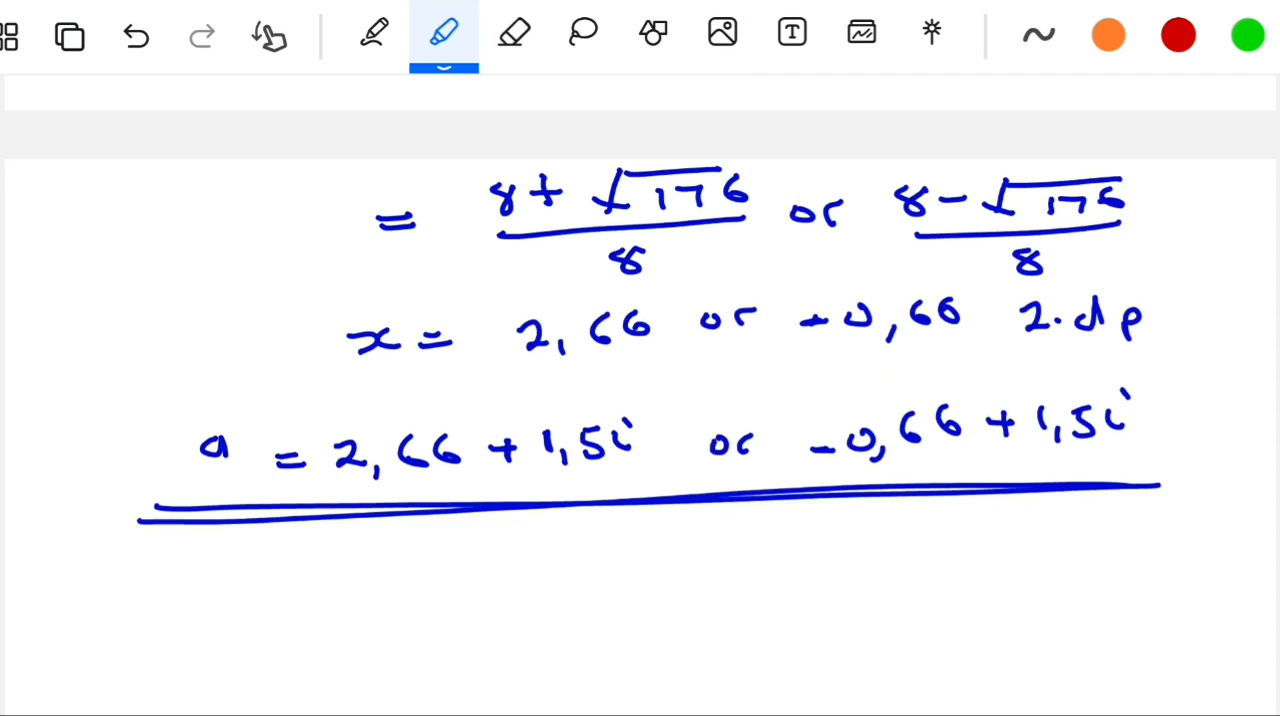 = 8 + √176 / 8 or 8 - √176 / 8
x = 2,66 or -0,66 2.dp
a = 2,66 + 1,5i or -0,66 + 1,5i